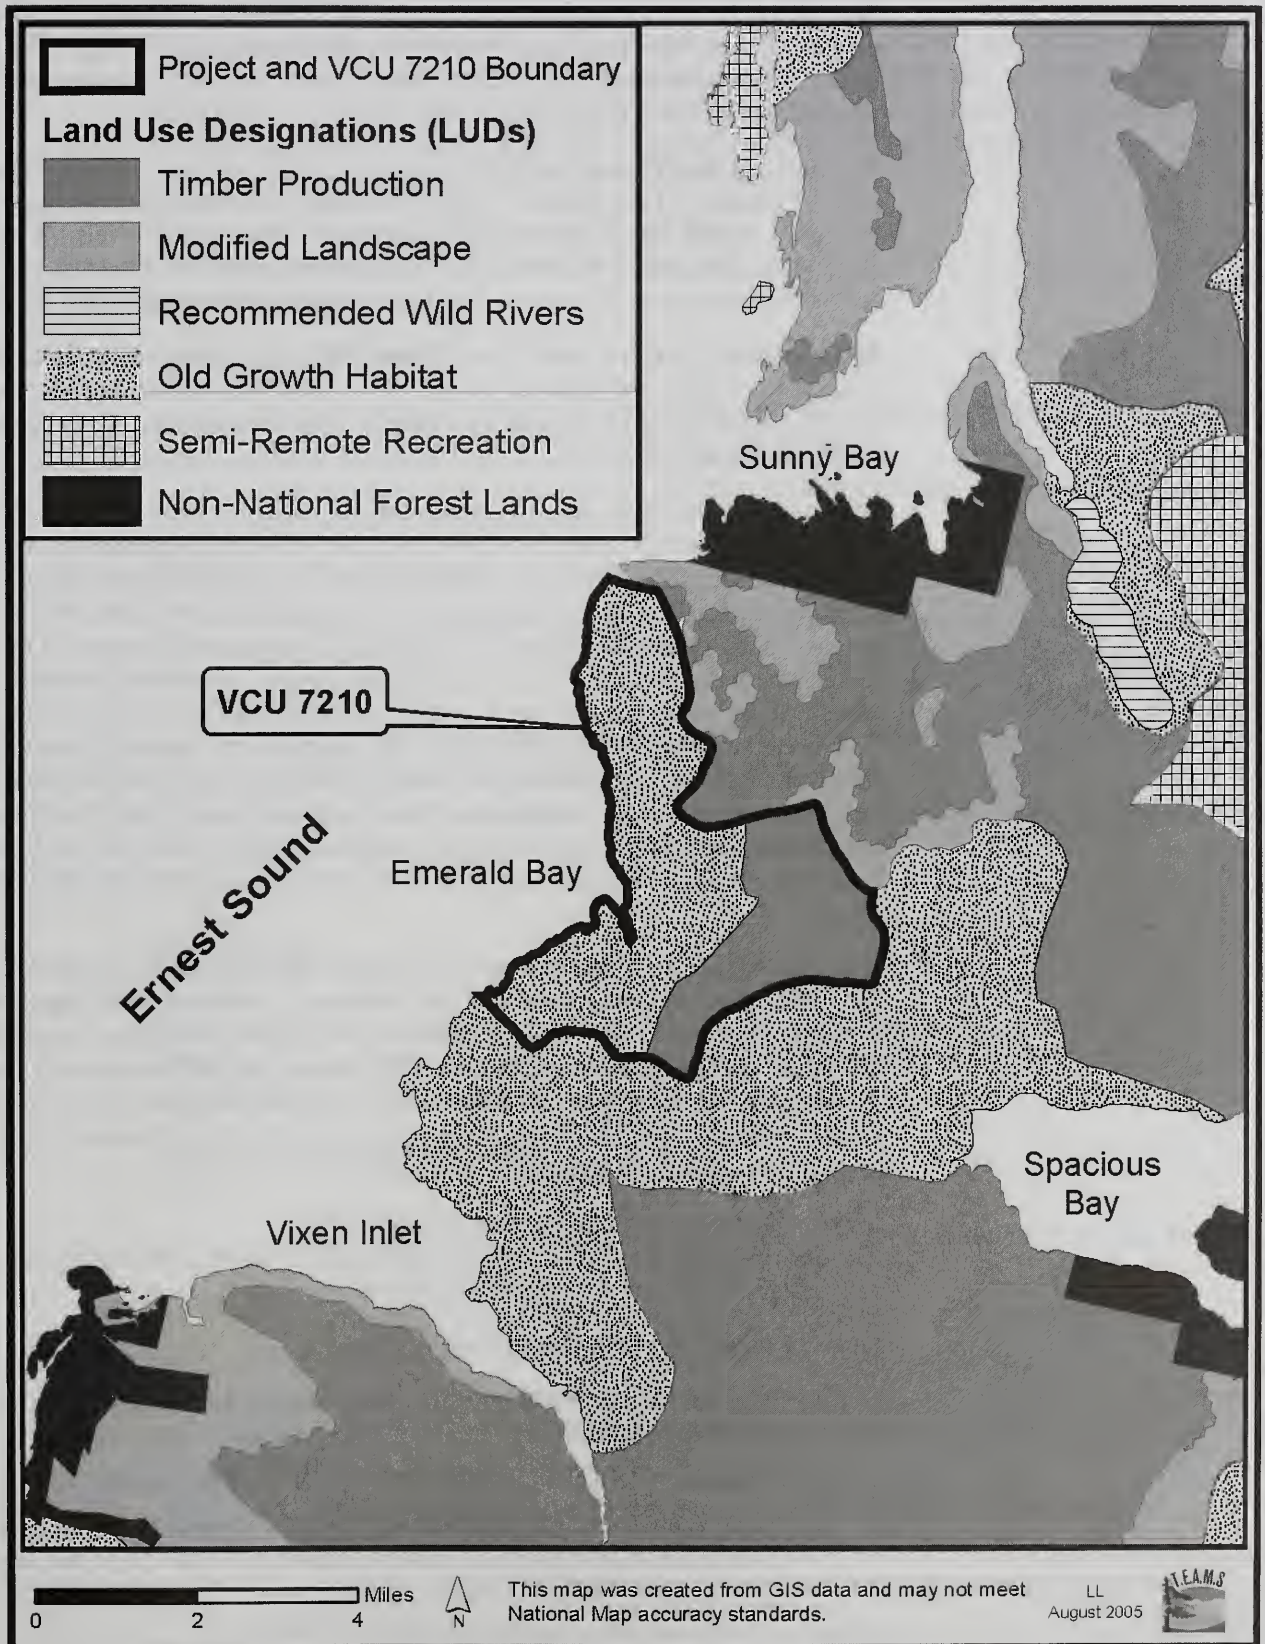 Project and VCU 7210 Boundary
Land Use Designations (LUDs)
Timber Production
Modified Landscape
Recommended Wild Rivers
Old Growth Habitat
Semi-Remote Recreation
Non-National Forest Lands
Sunny Bay
VCU 7210
Emerald Bay
Ernest Sound
Spacious
Bay
Vixen Inlet
Miles
0 2 4
N
This map was created from GIS data and may not meet
National Map accuracy standards.
LL
August 2005
T.E.A.M.S